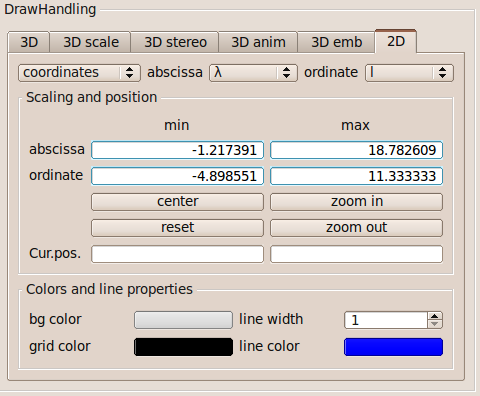 DrawHandling
3D 3D scale 3D stereo 3D anim 3D emb 2D
coordinates abscissa λ ordinate l
Scaling and position
min max
abscissa -1.217391 18.782609
ordinate -4.898551 11.333333
center zoom in
reset zoom out
Cur.pos.
Colors and line properties
bg color line width 1
grid color line color